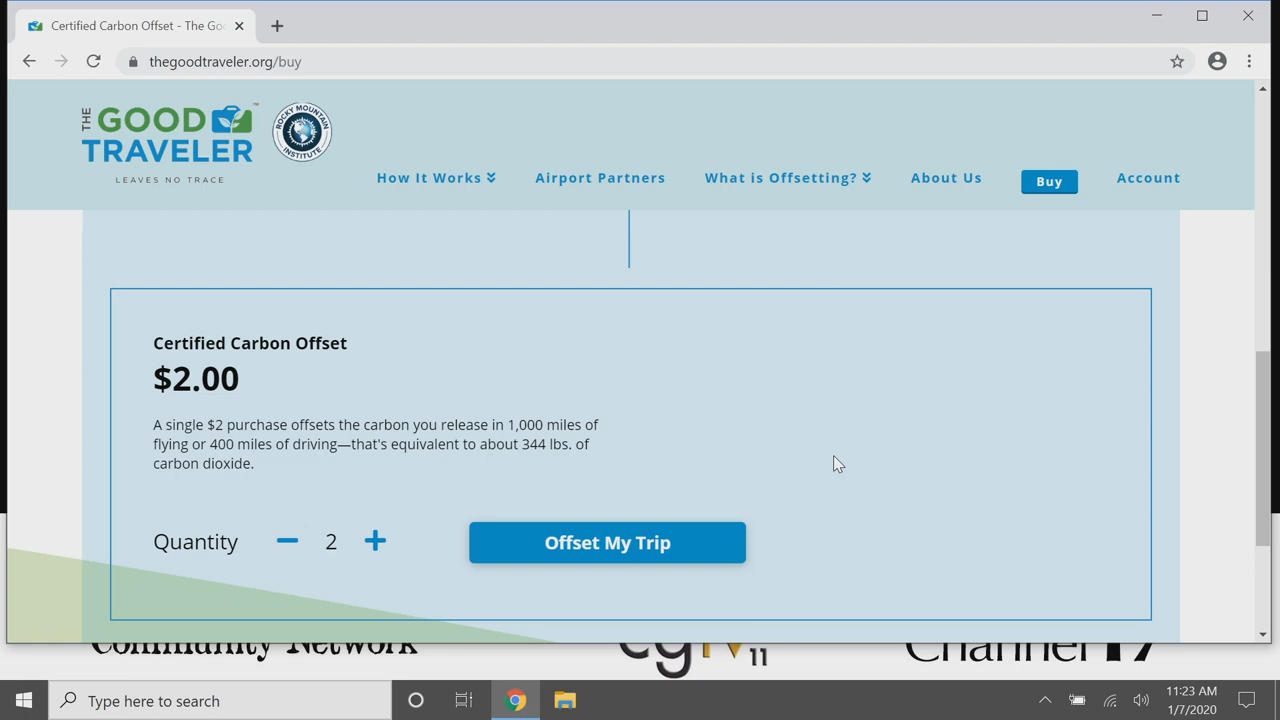 Certified Carbon Offset - The Go
thegoodtraveler.org/buy
THE GOOD TRAVELER
LEAVES NO TRACE
ROCKY MOUNTAIN INSTITUTE
How It Works
Airport Partners
What is Offsetting?
About Us
Buy
Account
Certified Carbon Offset
$2.00
A single $2 purchase offsets the carbon you release in 1,000 miles of
flying or 400 miles of driving—that's equivalent to about 344 lbs. of
carbon dioxide.
Quantity
2
Offset My Trip
Community Network
cgtv11
Channel 17
Type here to search
11:23 AM
1/7/2020